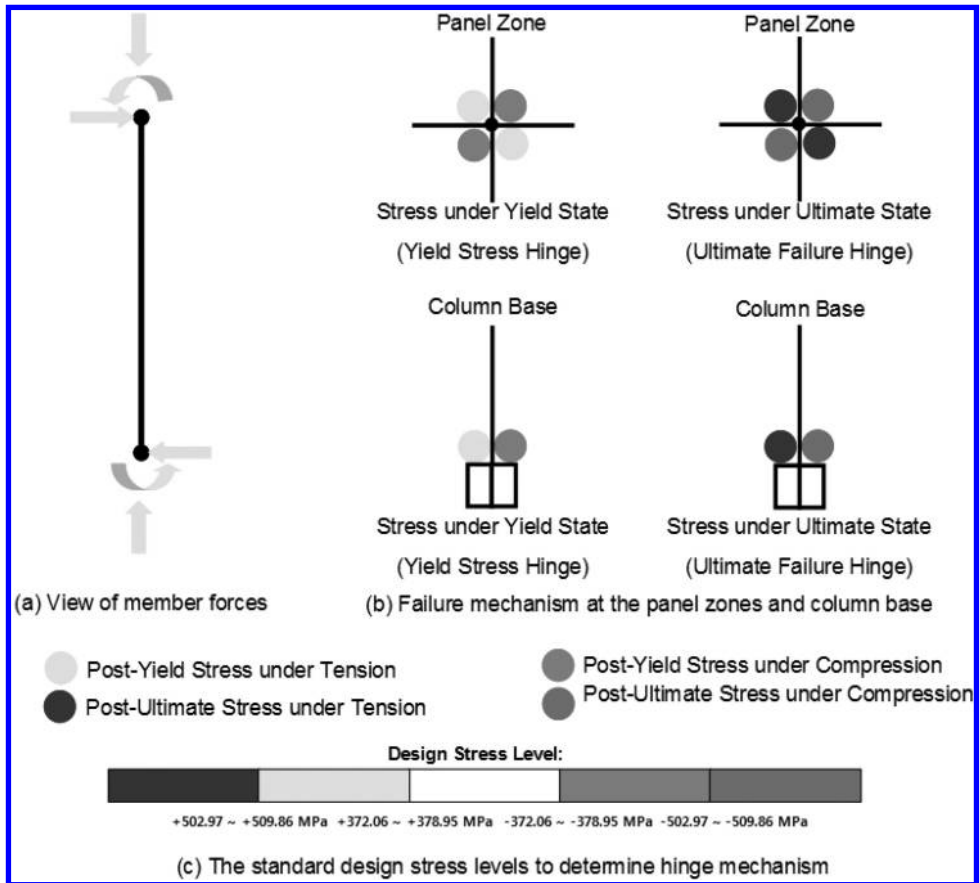 Panel Zone
Panel Zone
Stress under Yield State
(Yield Stress Hinge)
Stress under Ultimate State
(Ultimate Failure Hinge)
Column Base
Column Base
Stress under Yield State
(Yield Stress Hinge)
Stress under Ultimate State
(Ultimate Failure Hinge)
(a) View of member forces
(b) Failure mechanism at the panel zones and column base
Post-Yield Stress under Tension
Post-Ultimate Stress under Tension
Post-Yield Stress under Compression
Post-Ultimate Stress under Compression
Design Stress Level:
+502.97 ~ +509.86 MPa +372.06 ~ +378.95 MPa -372.06 ~ -378.95 MPa -502.97 ~ -509.86 MPa
(c) The standard design stress levels to determine hinge mechanism